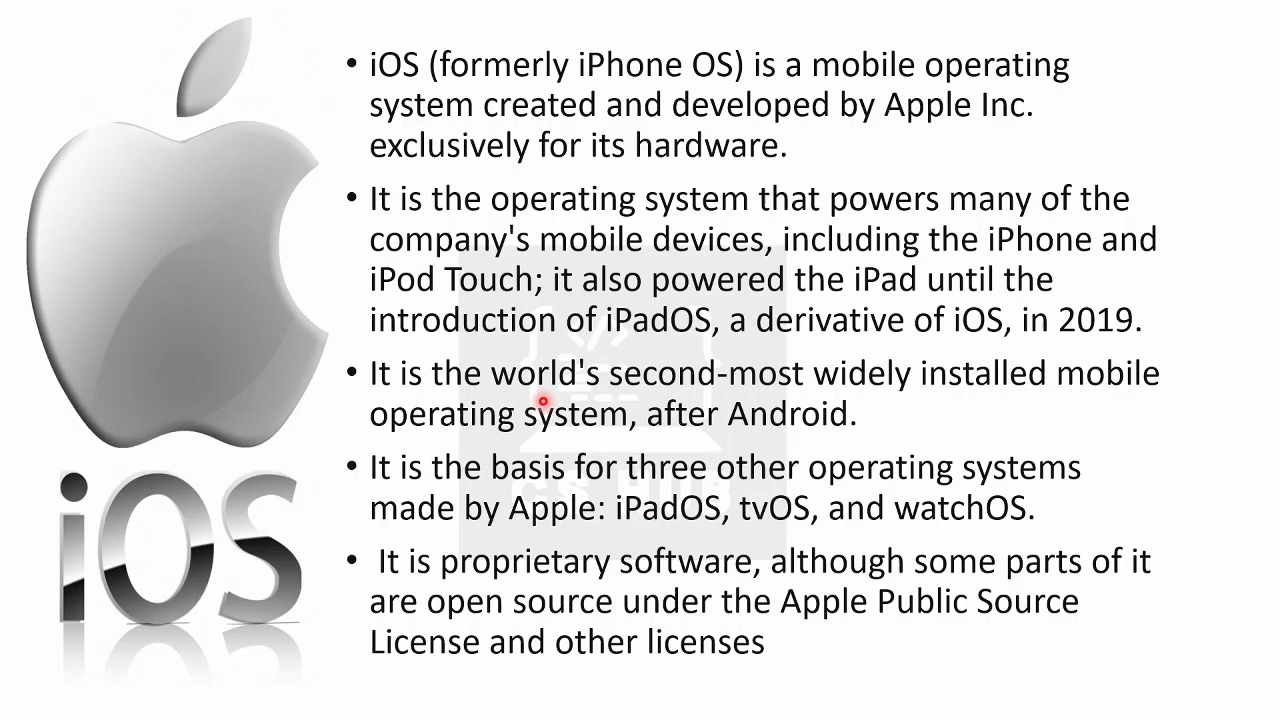 • iOS (formerly iPhone OS) is a mobile operating
system created and developed by Apple Inc.
exclusively for its hardware.
• It is the operating system that powers many of the
company's mobile devices, including the iPhone and
iPod Touch; it also powered the iPad until the
introduction of iPadOS, a derivative of iOS, in 2019.
• It is the world's second-most widely installed mobile
operating system, after Android.
• It is the basis for three other operating systems
made by Apple: iPadOS, tvOS, and watchOS.
• It is proprietary software, although some parts of it
are open source under the Apple Public Source
License and other licenses
iOS